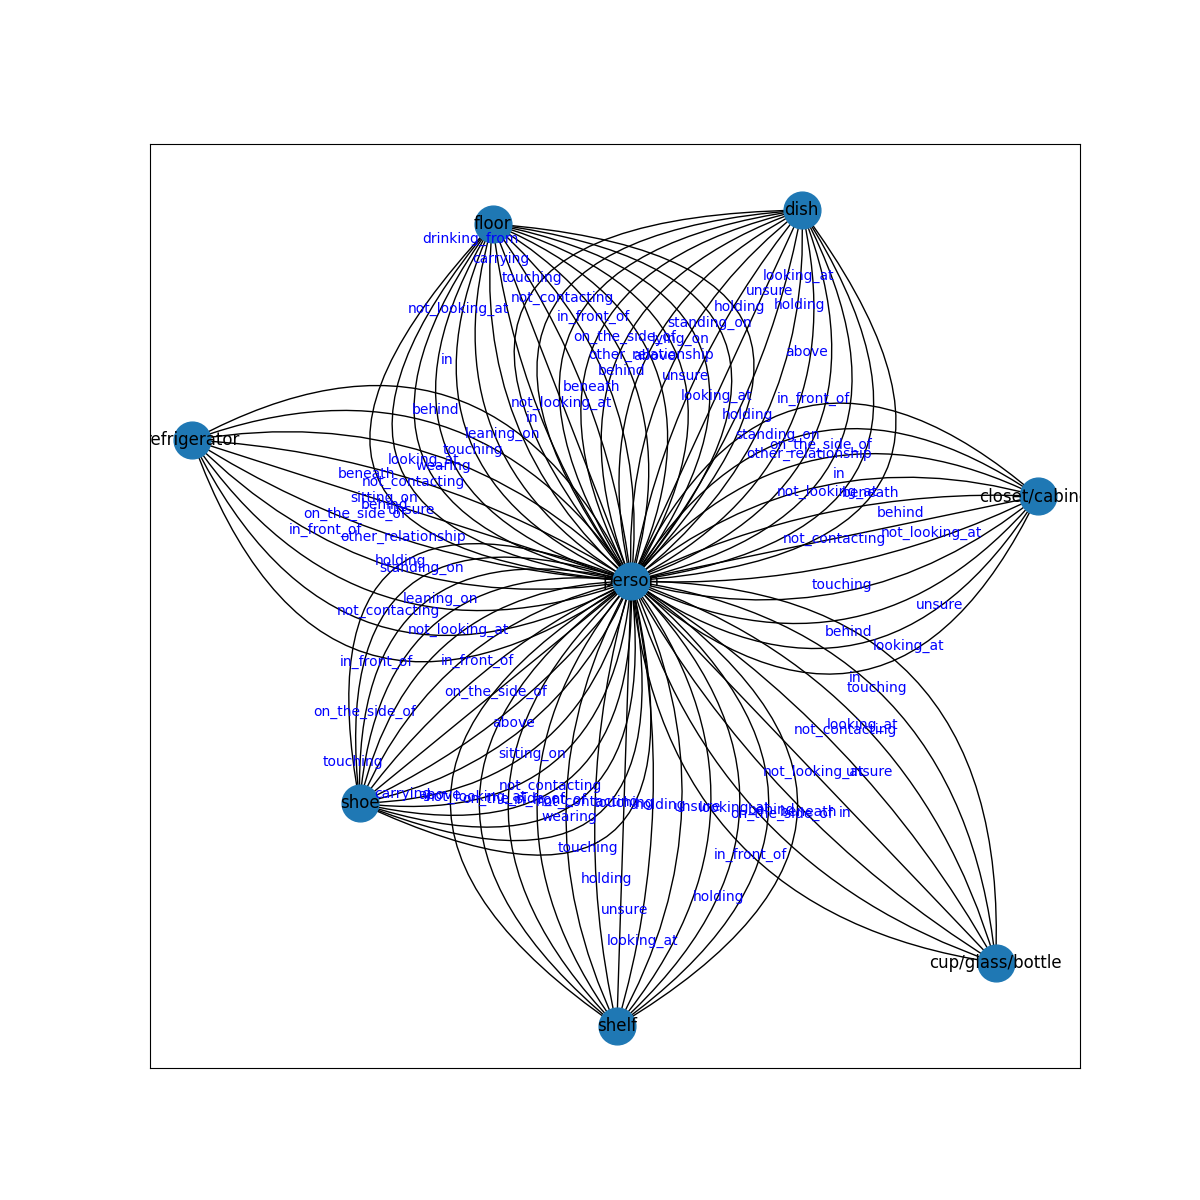 dish
floor
drinking_from
carrying
touching
looking_at
unsure
not_contacting
holding
holding
not_looking_at
in_front_of
standing_on
on_the_side_of
lying_on
other_relationship
above
above
in
behind
unsure
beneath
looking_at
in_front_of
not_looking_at
behind
holding
in
leaning_on
standing_on
refrigerator
on_the_side_of
touching
other_relationship
looking_at
wearing
beneath
in
not_contacting
not_looking_at
beneath
sitting_on
closet/cabin
behind
unsure
on_the_side_of
behind
in_front_of
not_looking_at
other_relationship
not_contacting
holding
standing_on
person
touching
leaning_on
unsure
not_contacting
not_looking_at
behind
looking_at
in_front_of
in_front_of
in
touching
on_the_side_of
on_the_side_of
above
looking_at
not_contacting
sitting_on
touching
not_looking_at
unsure
not_contacting
carrying
above
not_looking_at
on_the_side_of
in_front_of
not_contacting
touching
holding
unsure
looking_at
behind
beneath
shoe
on_the_side_of
in
wearing
touching
in_front_of
holding
holding
unsure
looking_at
cup/glass/bottle
shelf